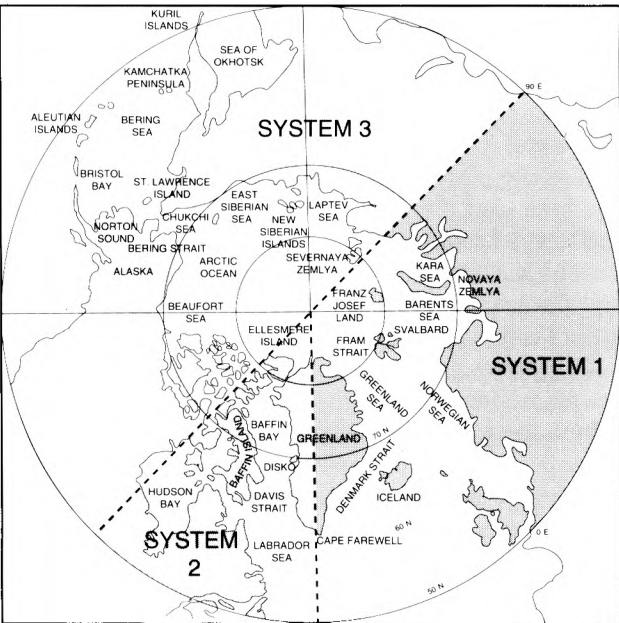 KURIL
ISLANDS
SEA OF
OKHOTSK
KAMCHATKA
PENINSULA
90 E
ALEUTIAN
ISLANDS
BERING
SEA
SYSTEM 3
BRISTOL
BAY
ST. LAWRENCE
ISLAND
EAST
SIBERIAN
SEA
LAPTEV
SEA
NORTON
SOUND
CHUKCHI
SEA
NEW
SIBERIAN
ISLANDS
BERING STRAIT
ALASKA
ARCTIC
OCEAN
SEVERNAYA
ZEMLYA
KARA
SEA
NOVAYA
ZEMLYA
FRANZ
JOSEF
LAND
BEAUFORT
SEA
BARENTS
SEA
SVALBARD
ELLESMERE
ISLAND
FRAM
STRAIT
SYSTEM 1
GREENLAND
SEA
NORWEGIAN
SEA
BAFFIN
BAY
GREENLAND
70 N
BAFFIN ISLAND
DISKO
DENMARK STRAIT
HUDSON
BAY
DAVIS
STRAIT
ICELAND
60 N
SYSTEM
2
LABRADOR
SEA
CAPE FAREWELL
0 E
50 N